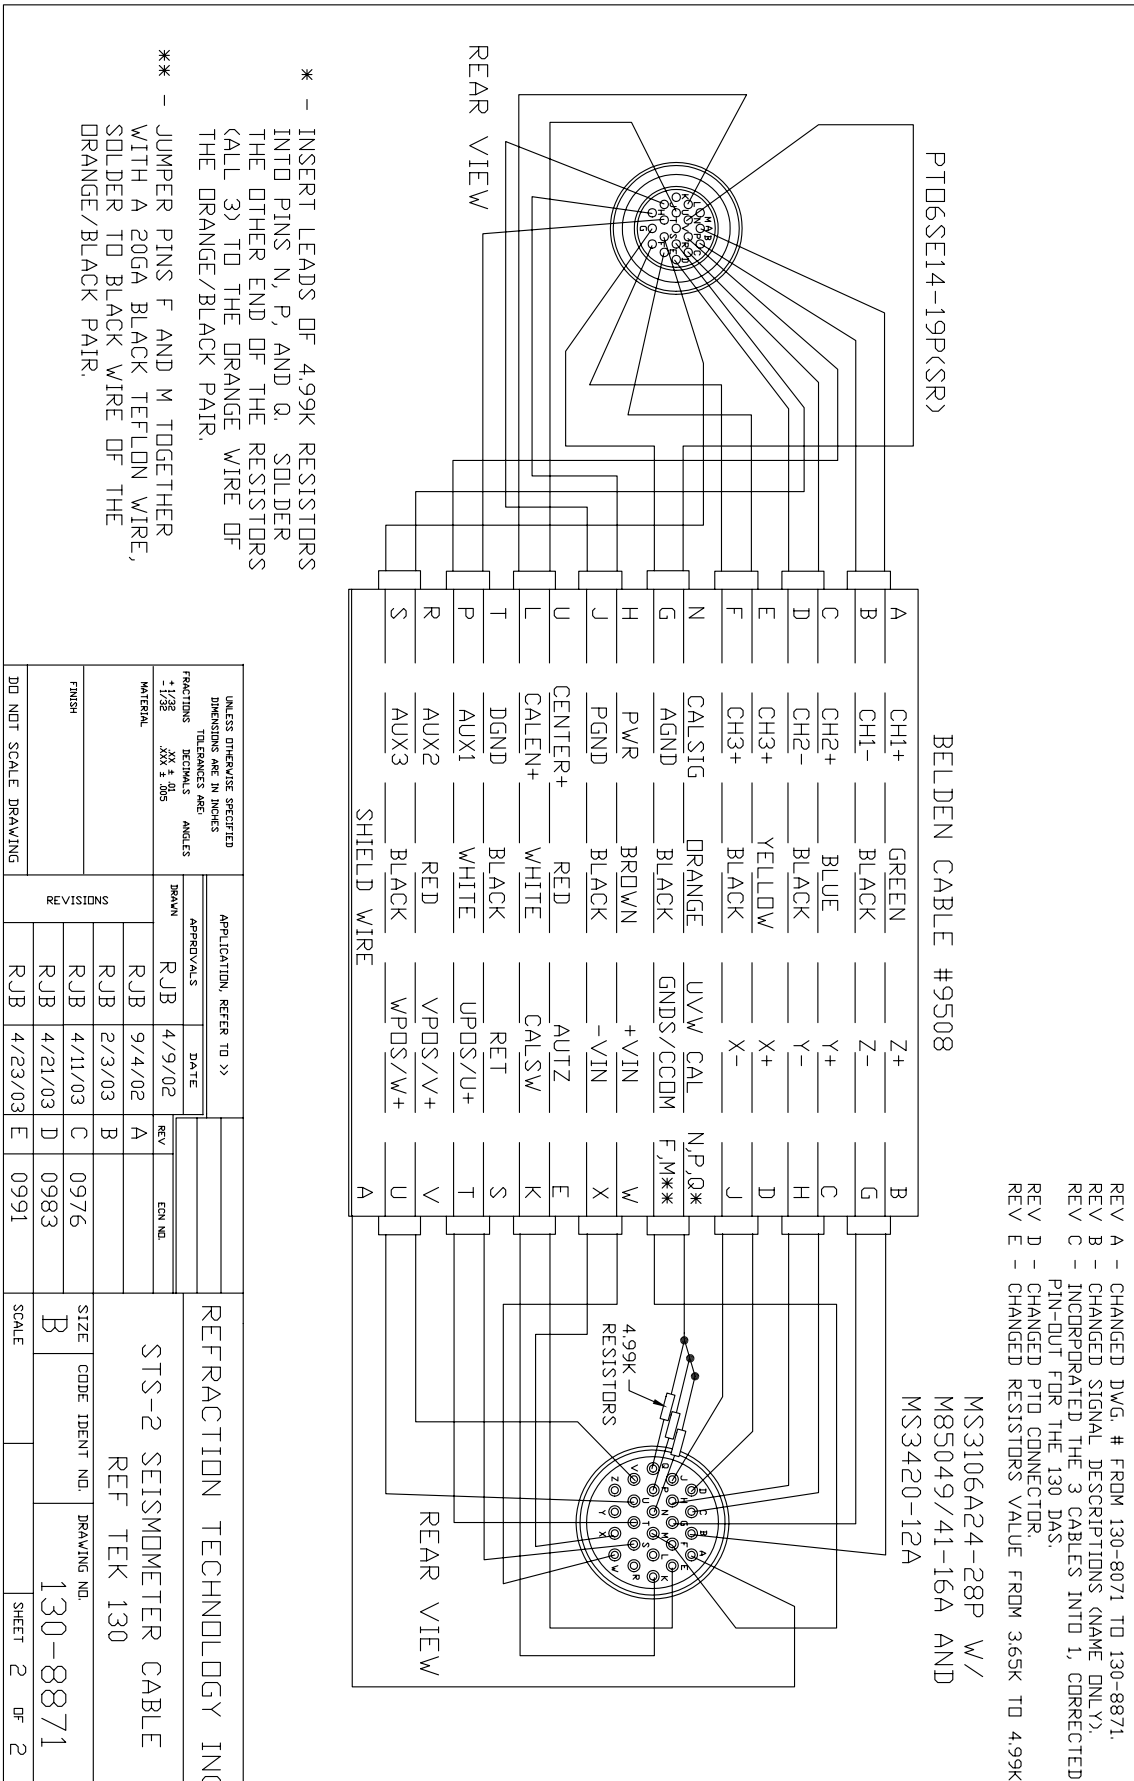 REV A - CHANGED DWG. # FROM 130-8071 TO 130-8871.
REV B - CHANGED SIGNAL DESCRIPTIONS (NAME ONLY).
REV C - INCORPORATED THE 3 CABLES INTO 1, CORRECTED
PIN-OUT FOR THE 130 DAS.
REV D - CHANGED PTO CONNECTOR.
REV E - CHANGED RESISTORS VALUE FROM 3.65K TO 4.99K
PT06SE14-19P(SR)
BELDEN CABLE #9508
MS3106A24-28P W/
M85049/41-16A AND
MS3420-12A
A CH1+ GREEN Z+ B
B CH1- BLACK Z- G
C CH2+ BLUE Y+ C
D CH2- BLACK Y- H
E CH3+ YELLOW X+ D
F CH3+ BLACK X- J
N CALSIG ORANGE UVW CAL N,P,Q*
G AGND BLACK GNDS/CCOM F,M**
H PWR BROWN +VIN W
J PGND BLACK -VIN X
U CENTER+ RED AUTZ E
L CALEN+ WHITE CALSW K
T DGND BLACK RET S
P AUX1 WHITE UPOS/U+ T
R AUX2 RED VPOS/V+ V
S AUX3 BLACK WPOS/W+ U
SHIELD WIRE A
4.99K
RESISTORS
REAR VIEW
REAR VIEW
M A B
L N P C
K U V R D
J T S E
H F
G
D C B A
J H G F E
Q P N M L K
V U T S R
Z Y X W
* - INSERT LEADS OF 4.99K RESISTORS
INTO PINS N, P, AND Q. SOLDER
THE OTHER END OF THE RESISTORS
(ALL 3) TO THE ORANGE WIRE OF
THE ORANGE/BLACK PAIR.
** - JUMPER PINS F AND M TOGETHER
WITH A 20GA BLACK TEFLON WIRE,
SOLDER TO BLACK WIRE OF THE
ORANGE/BLACK PAIR.
UNLESS OTHERWISE SPECIFIED
DIMENSIONS ARE IN INCHES
TOLERANCES ARE:
FRACTIONS DECIMALS ANGLES
+1/32 .XX ± .01
-1/32 .XXX ± .005
MATERIAL
FINISH
DO NOT SCALE DRAWING
APPLICATION, REFER TO >>
APPROVALS DATE
DRAWN RJB 4/9/02 REV ECN NO.
REVISIONS
RJB 9/4/02 A
RJB 2/3/03 B
RJB 4/11/03 C 0976
RJB 4/21/03 D 0983
RJB 4/23/03 E 0991
REFRACTION TECHNOLOGY INC
STS-2 SEISMOMETER CABLE
REF TEK 130
SIZE CODE IDENT NO. DRAWING NO.
B 130-8871
SCALE SHEET 2 OF 2